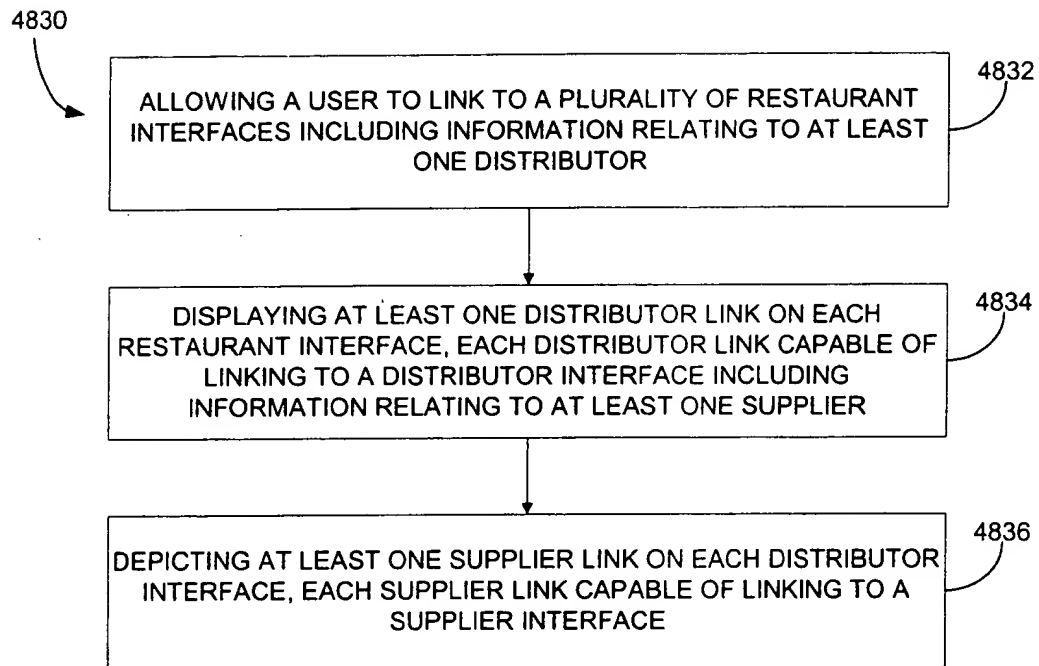 4830
4832
ALLOWING A USER TO LINK TO A PLURALITY OF RESTAURANT
INTERFACES INCLUDING INFORMATION RELATING TO AT LEAST
ONE DISTRIBUTOR
4834
DISPLAYING AT LEAST ONE DISTRIBUTOR LINK ON EACH
RESTAURANT INTERFACE, EACH DISTRIBUTOR LINK CAPABLE OF
LINKING TO A DISTRIBUTOR INTERFACE INCLUDING
INFORMATION RELATING TO AT LEAST ONE SUPPLIER
4836
DEPICTING AT LEAST ONE SUPPLIER LINK ON EACH DISTRIBUTOR
INTERFACE, EACH SUPPLIER LINK CAPABLE OF LINKING TO A
SUPPLIER INTERFACE